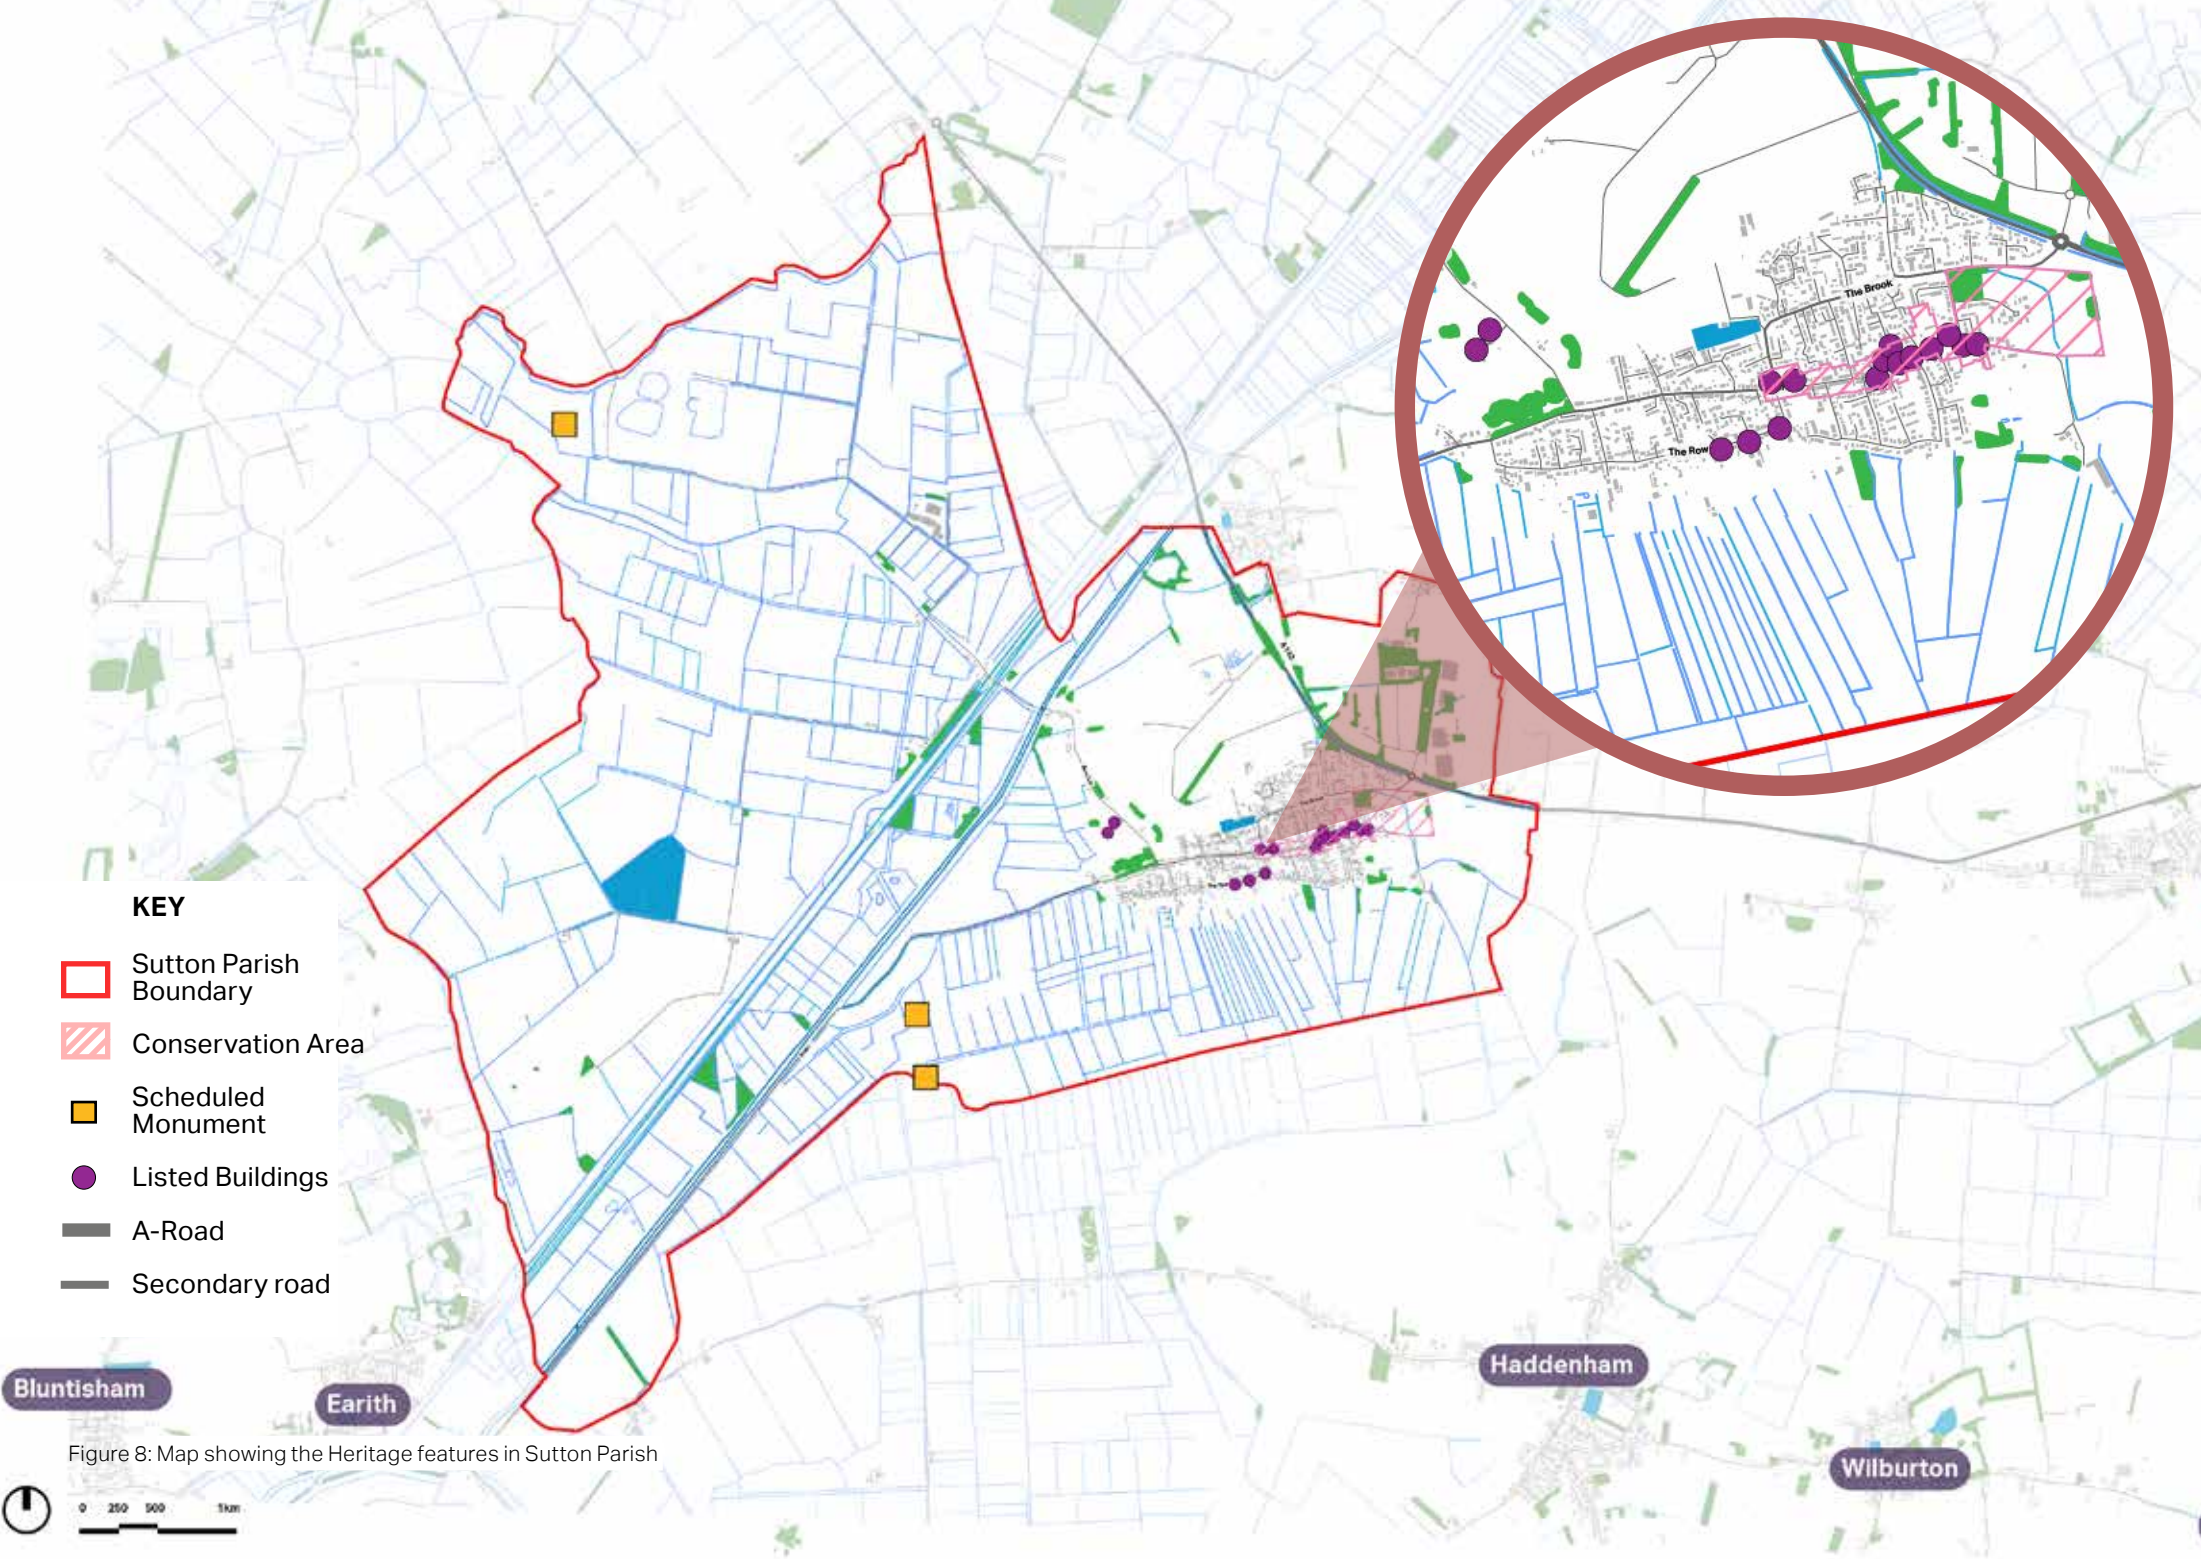 The Brook
The Row
A142
KEY
Sutton Parish
Boundary
Conservation Area
Scheduled
Monument
Listed Buildings
A-Road
Secondary road
Bluntisham
Earith
Haddenham
Wilburton
Figure 8: Map showing the Heritage features in Sutton Parish
0 250 500 1km